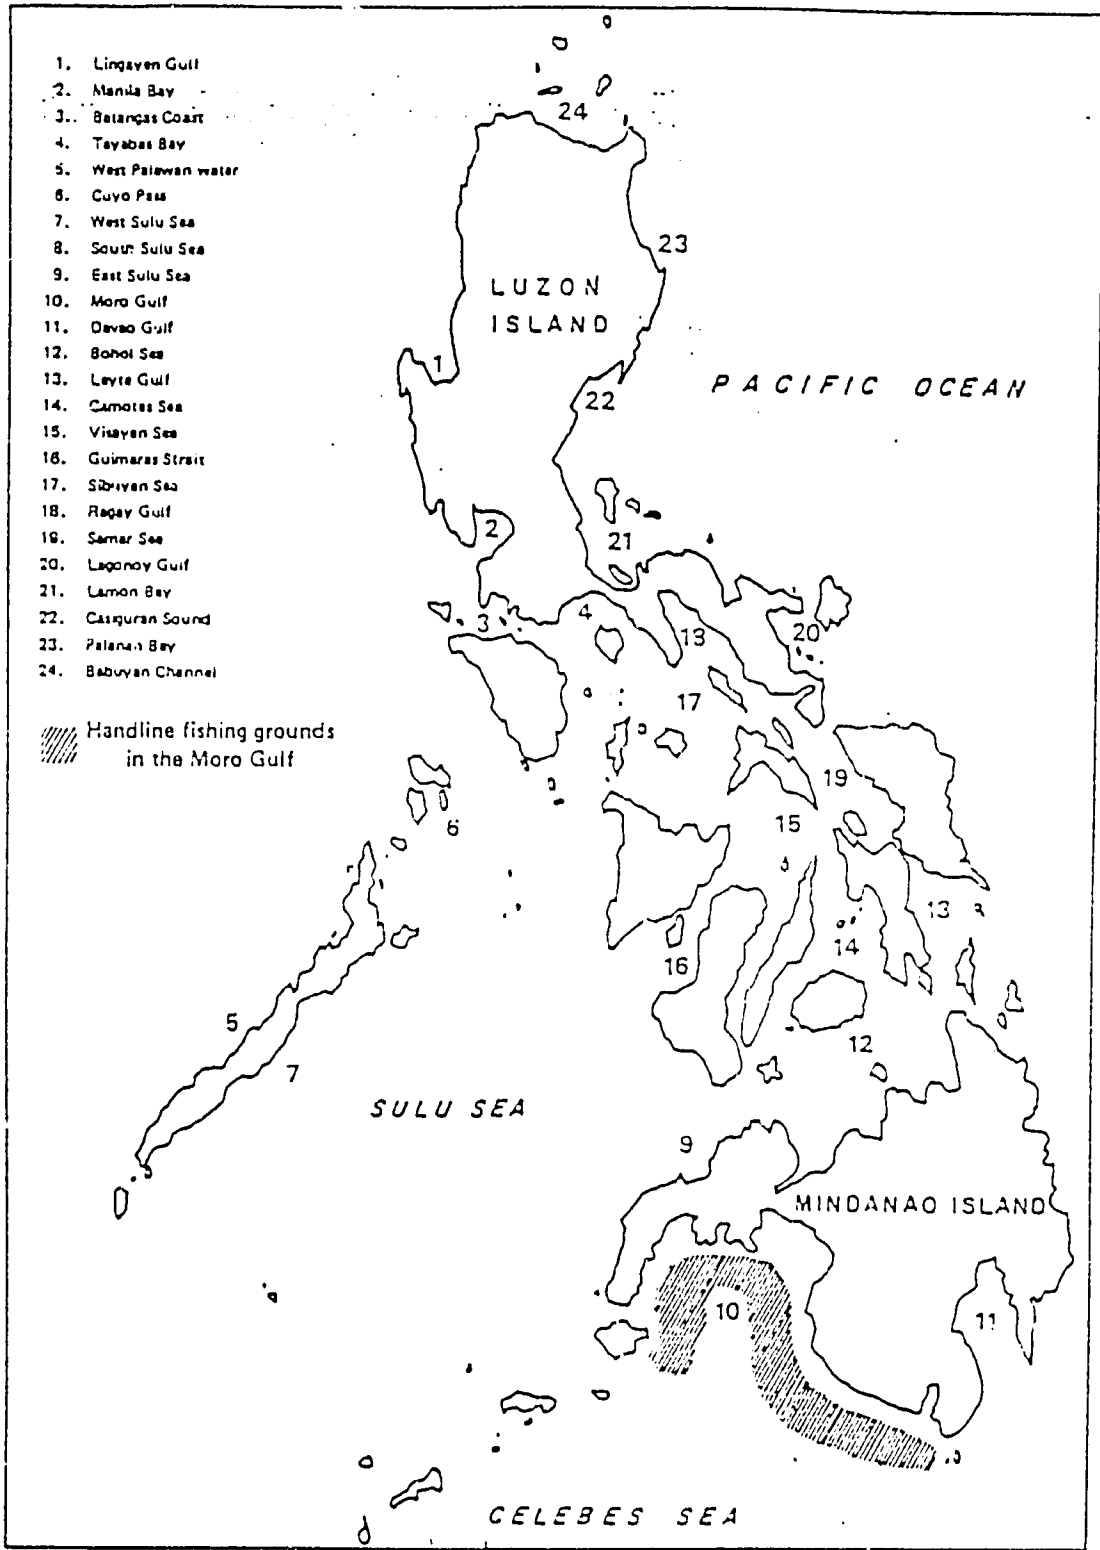 1. Lingayen Gulf
2. Manila Bay
3. Batangas Coast
4. Tayabas Bay
5. West Palawan water
6. Cuyo Pass
7. West Sulu Sea
8. South Sulu Sea
9. East Sulu Sea
10. Moro Gulf
11. Davao Gulf
12. Bohol Sea
13. Leyte Gulf
14. Camotes Sea
15. Visayan Sea
16. Guimaras Strait
17. Sibuyan Sea
18. Ragay Gulf
19. Samar Sea
20. Lagonoy Gulf
21. Lamon Bay
22. Casiguran Sound
23. Palanan Bay
24. Babuyan Channel
Handline fishing grounds
in the Moro Gulf
24
23
LUZON
ISLAND
1
PACIFIC OCEAN
22
2
21
3
4
13
20
17
19
6
15
13
14
16
5
12
7
SULU SEA
9
MINDANAO ISLAND
10
11
CELEBES SEA